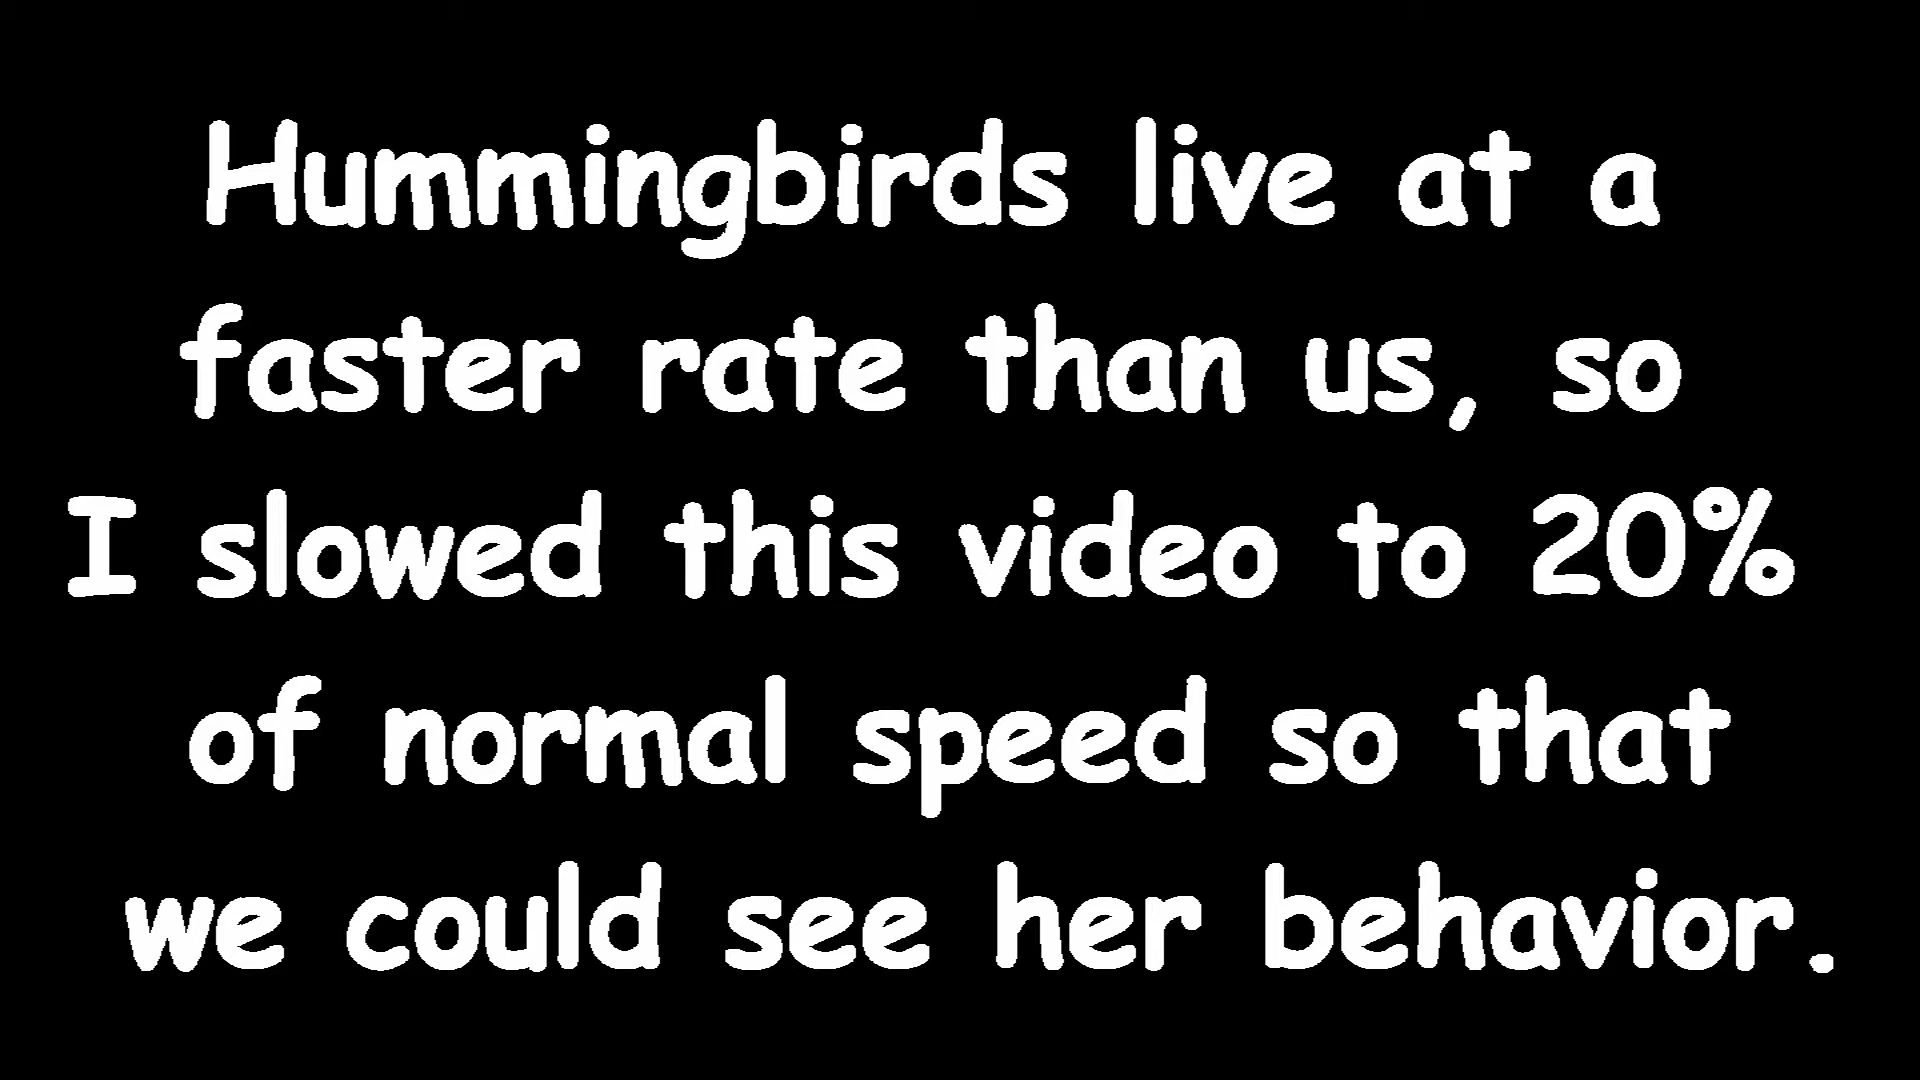 Hummingbirds live at a
faster rate than us, so
I slowed this video to 20%
of normal speed so that
we could see her behavior.